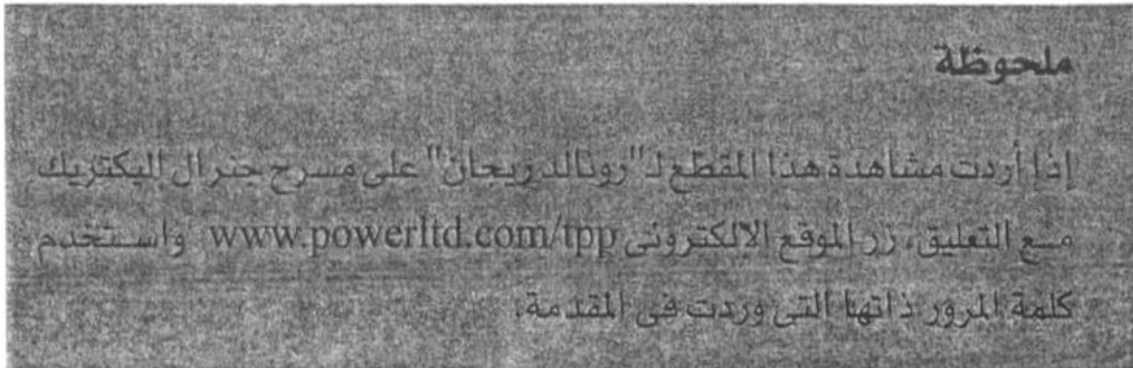 ملحوظة
إذا أردت مشاهدة هذا المقطع لـ"رونالد ريجان" على مسرح جنرال اليكتريك
مع التعليق، زر الموقع الالكترونى www.powerltd.com/tpp واستخدم
كلمة المرور ذاتها التى وردت فى المقدمة.